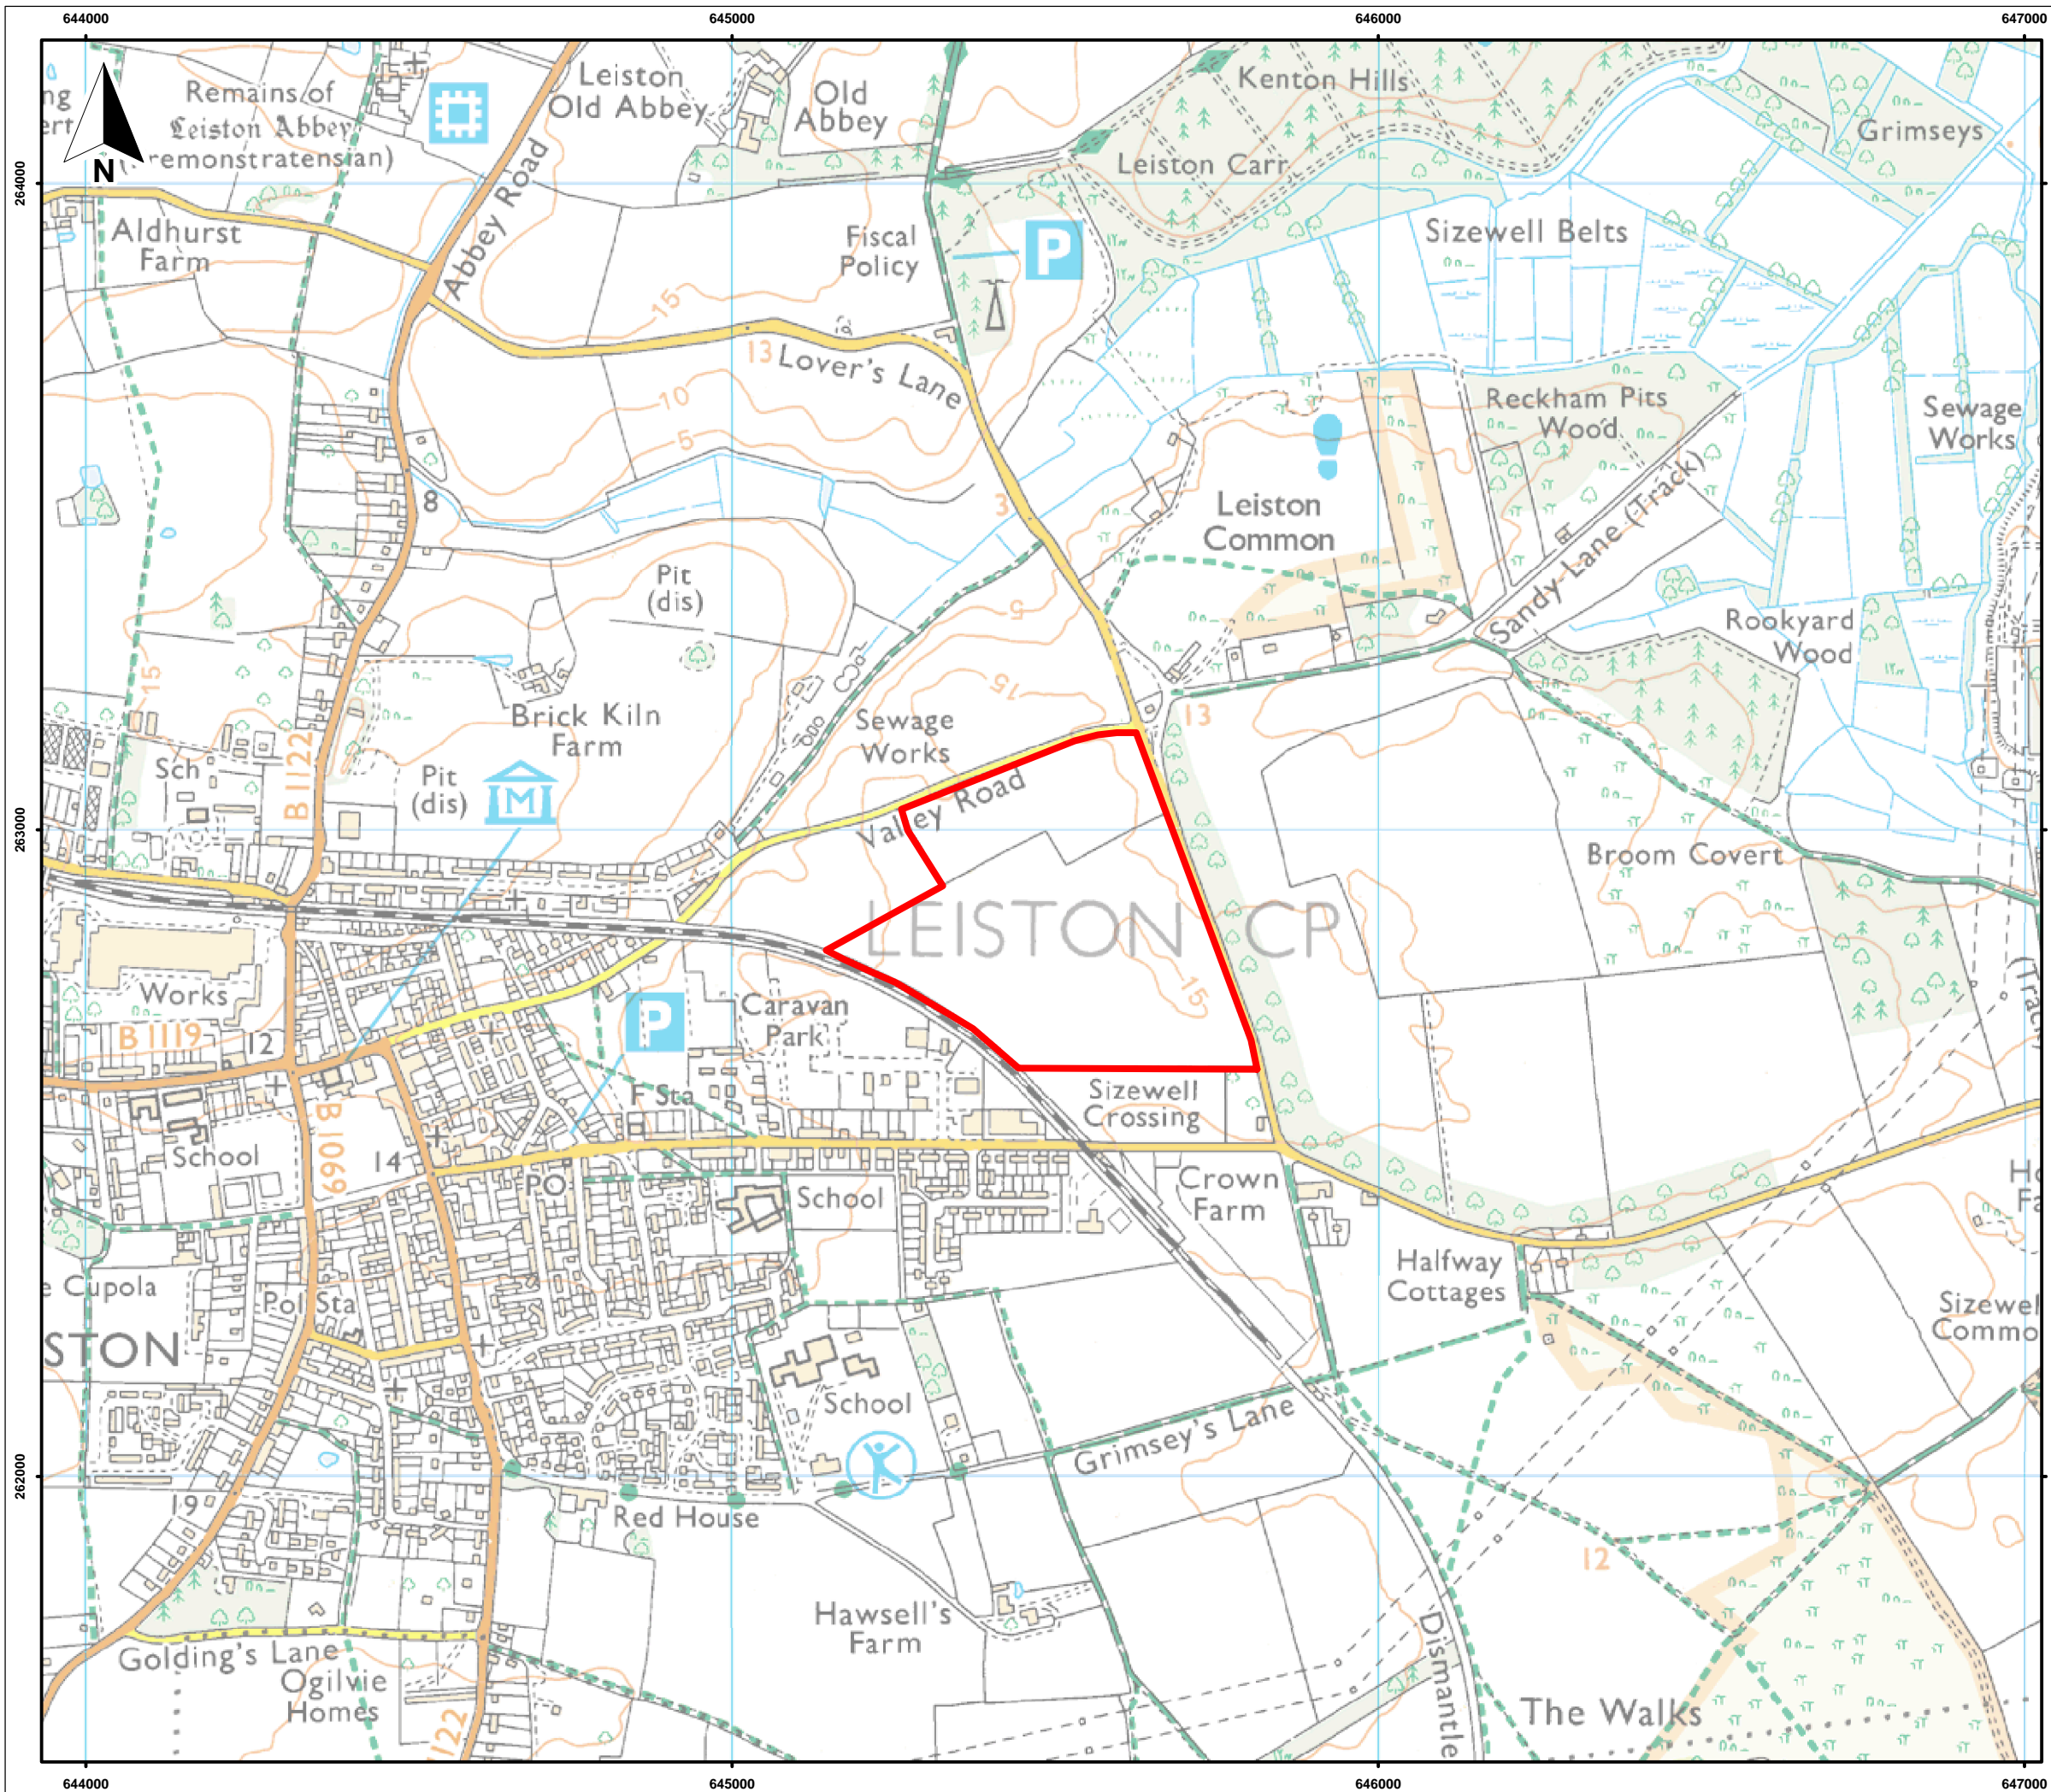 644000
645000
646000
647000
Leiston
Old Abbey
Old
Abbey
Kenton Hills
Remains of
Leiston Abbey
remonstratensian)
N
Leiston Carr
Grimseys
264000
Abbey Road
Aldhurst
Farm
Fiscal
Policy
P
Sizewell Belts
15
13
Lover's Lane
10
5
Reckham Pits
Wood
Sewage
Works
8
3
Leiston
Common
Sandy Lane (Track)
Pit
(dis)
5
15
15
Rookyard
Wood
Brick Kiln
Farm
Sewage
Works
13
Sch
B 1122
Pit
(dis)
M
Valley Road
263000
Broom Covert
LEISTON CP
15
Works
B 1119
12
P
Caravan
Park
F Sta
Sizewell
Crossing
B 1069
School
14
PO
School
Crown
Farm
Halfway
Cottages
e Cupola
Pol Sta
STON
Sizewel
Commo
School
Grimsey's Lane
262000
19
Red House
12
Hawsell's
Farm
Dismantle
Golding's Lane
Ogilvie
Homes
1122
The Walks
644000
645000
646000
647000